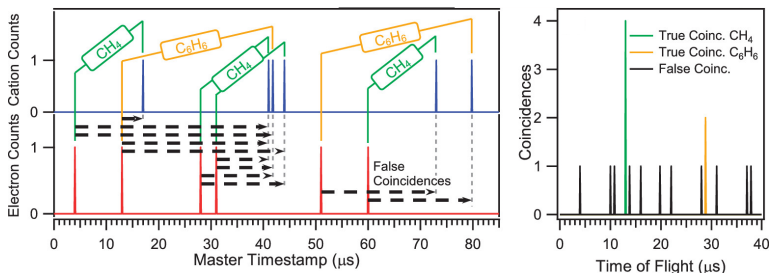 Cation Counts
1
0
CH4
C6H6
CH4
C6H6
CH4
Electron Counts
1
0
False
Coincidences
0 10 20 30 40 50 60 70 80
Master Timestamp (μs)
Coincidences
4
3
2
1
0
True Coinc. CH4
True Coinc. C6H6
False Coinc.
0 10 20 30 40
Time of Flight (μs)